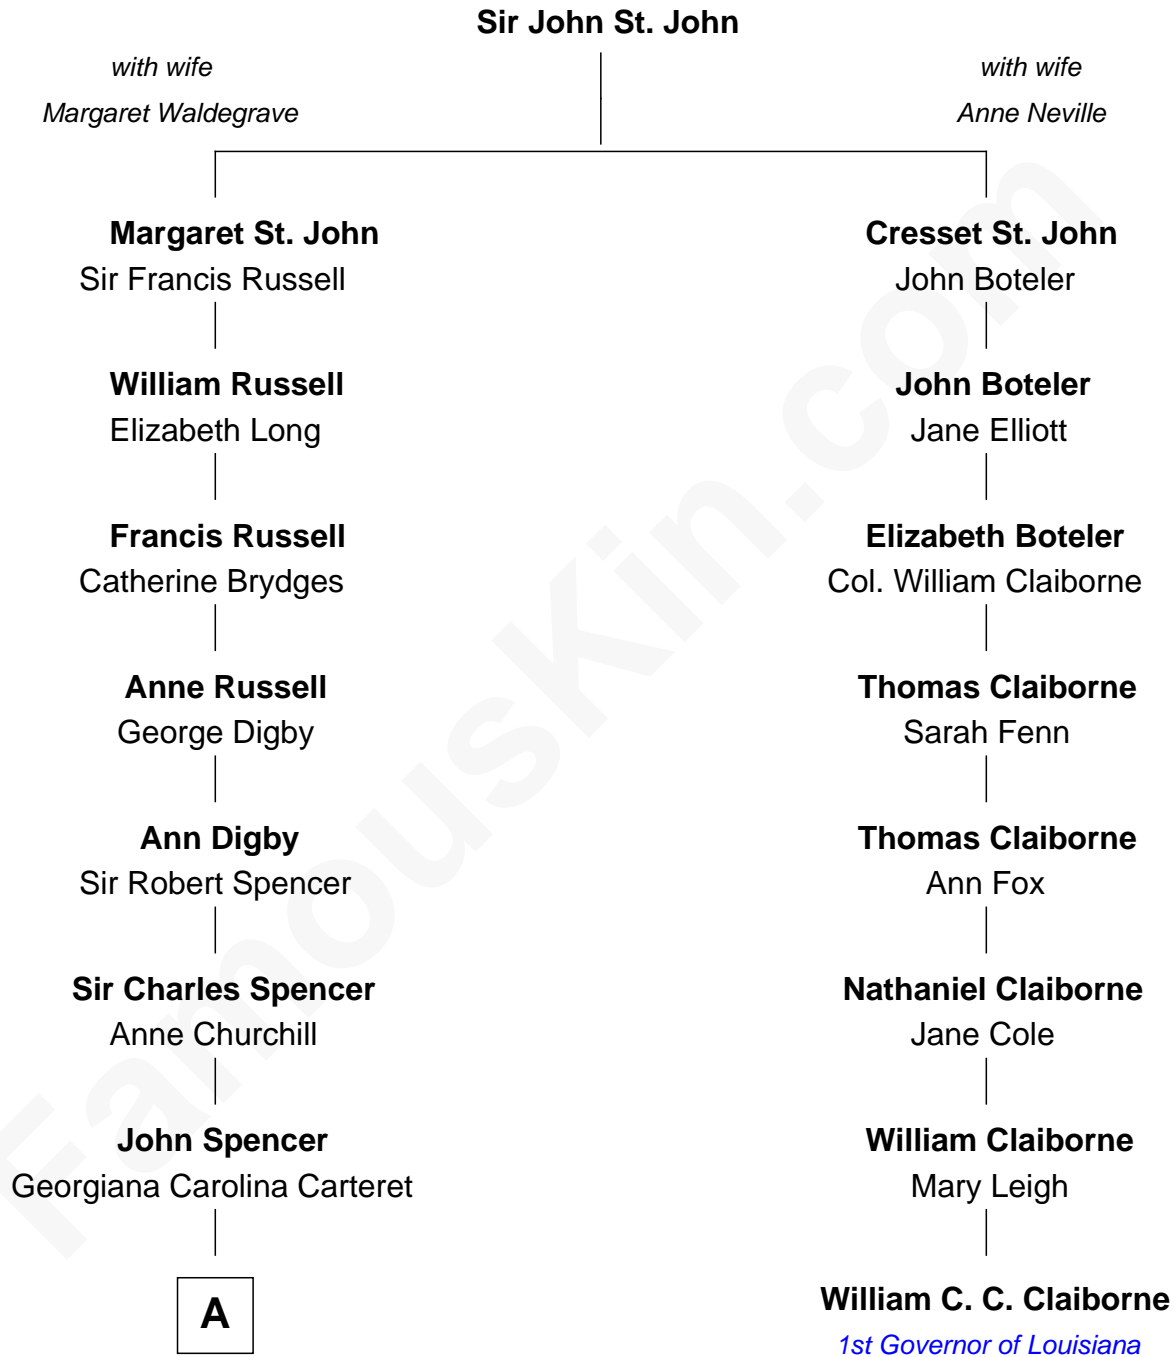 Sir John St. John
with wife
Margaret Waldegrave
with wife
Anne Neville
Margaret St. John
Sir Francis Russell
William Russell
Elizabeth Long
Francis Russell
Catherine Brydges
Anne Russell
George Digby
Ann Digby
Sir Robert Spencer
Sir Charles Spencer
Anne Churchill
John Spencer
Georgiana Carolina Carteret
A
Cresset St. John
John Boteler
John Boteler
Jane Elliott
Elizabeth Boteler
Col. William Claiborne
Thomas Claiborne
Sarah Fenn
Thomas Claiborne
Ann Fox
Nathaniel Claiborne
Jane Cole
William Claiborne
Mary Leigh
William C. C. Claiborne
1st Governor of Louisiana
FamousKin.com